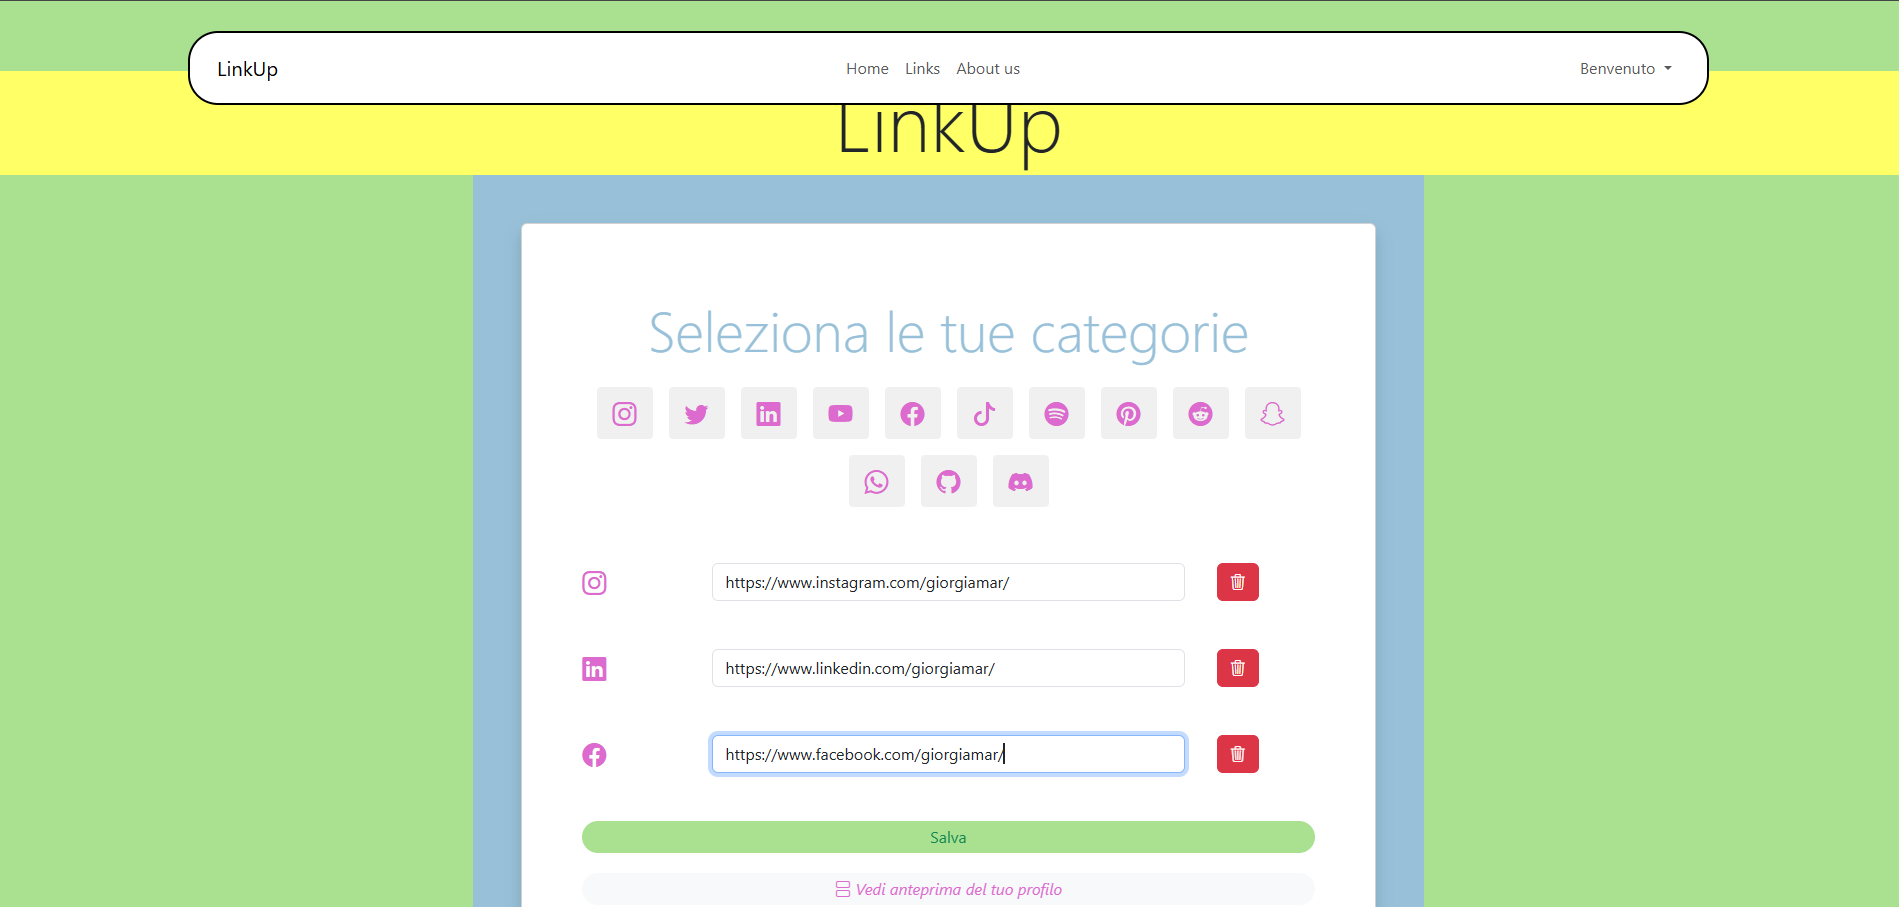 LinkUp
Home Links About us
Benvenuto
LinkUp
Seleziona le tue categorie
https://www.instagram.com/giorgiamar/
https://www.linkedin.com/giorgiamar/
https://www.facebook.com/giorgiamar/
Salva
Vedi anteprima del tuo profilo